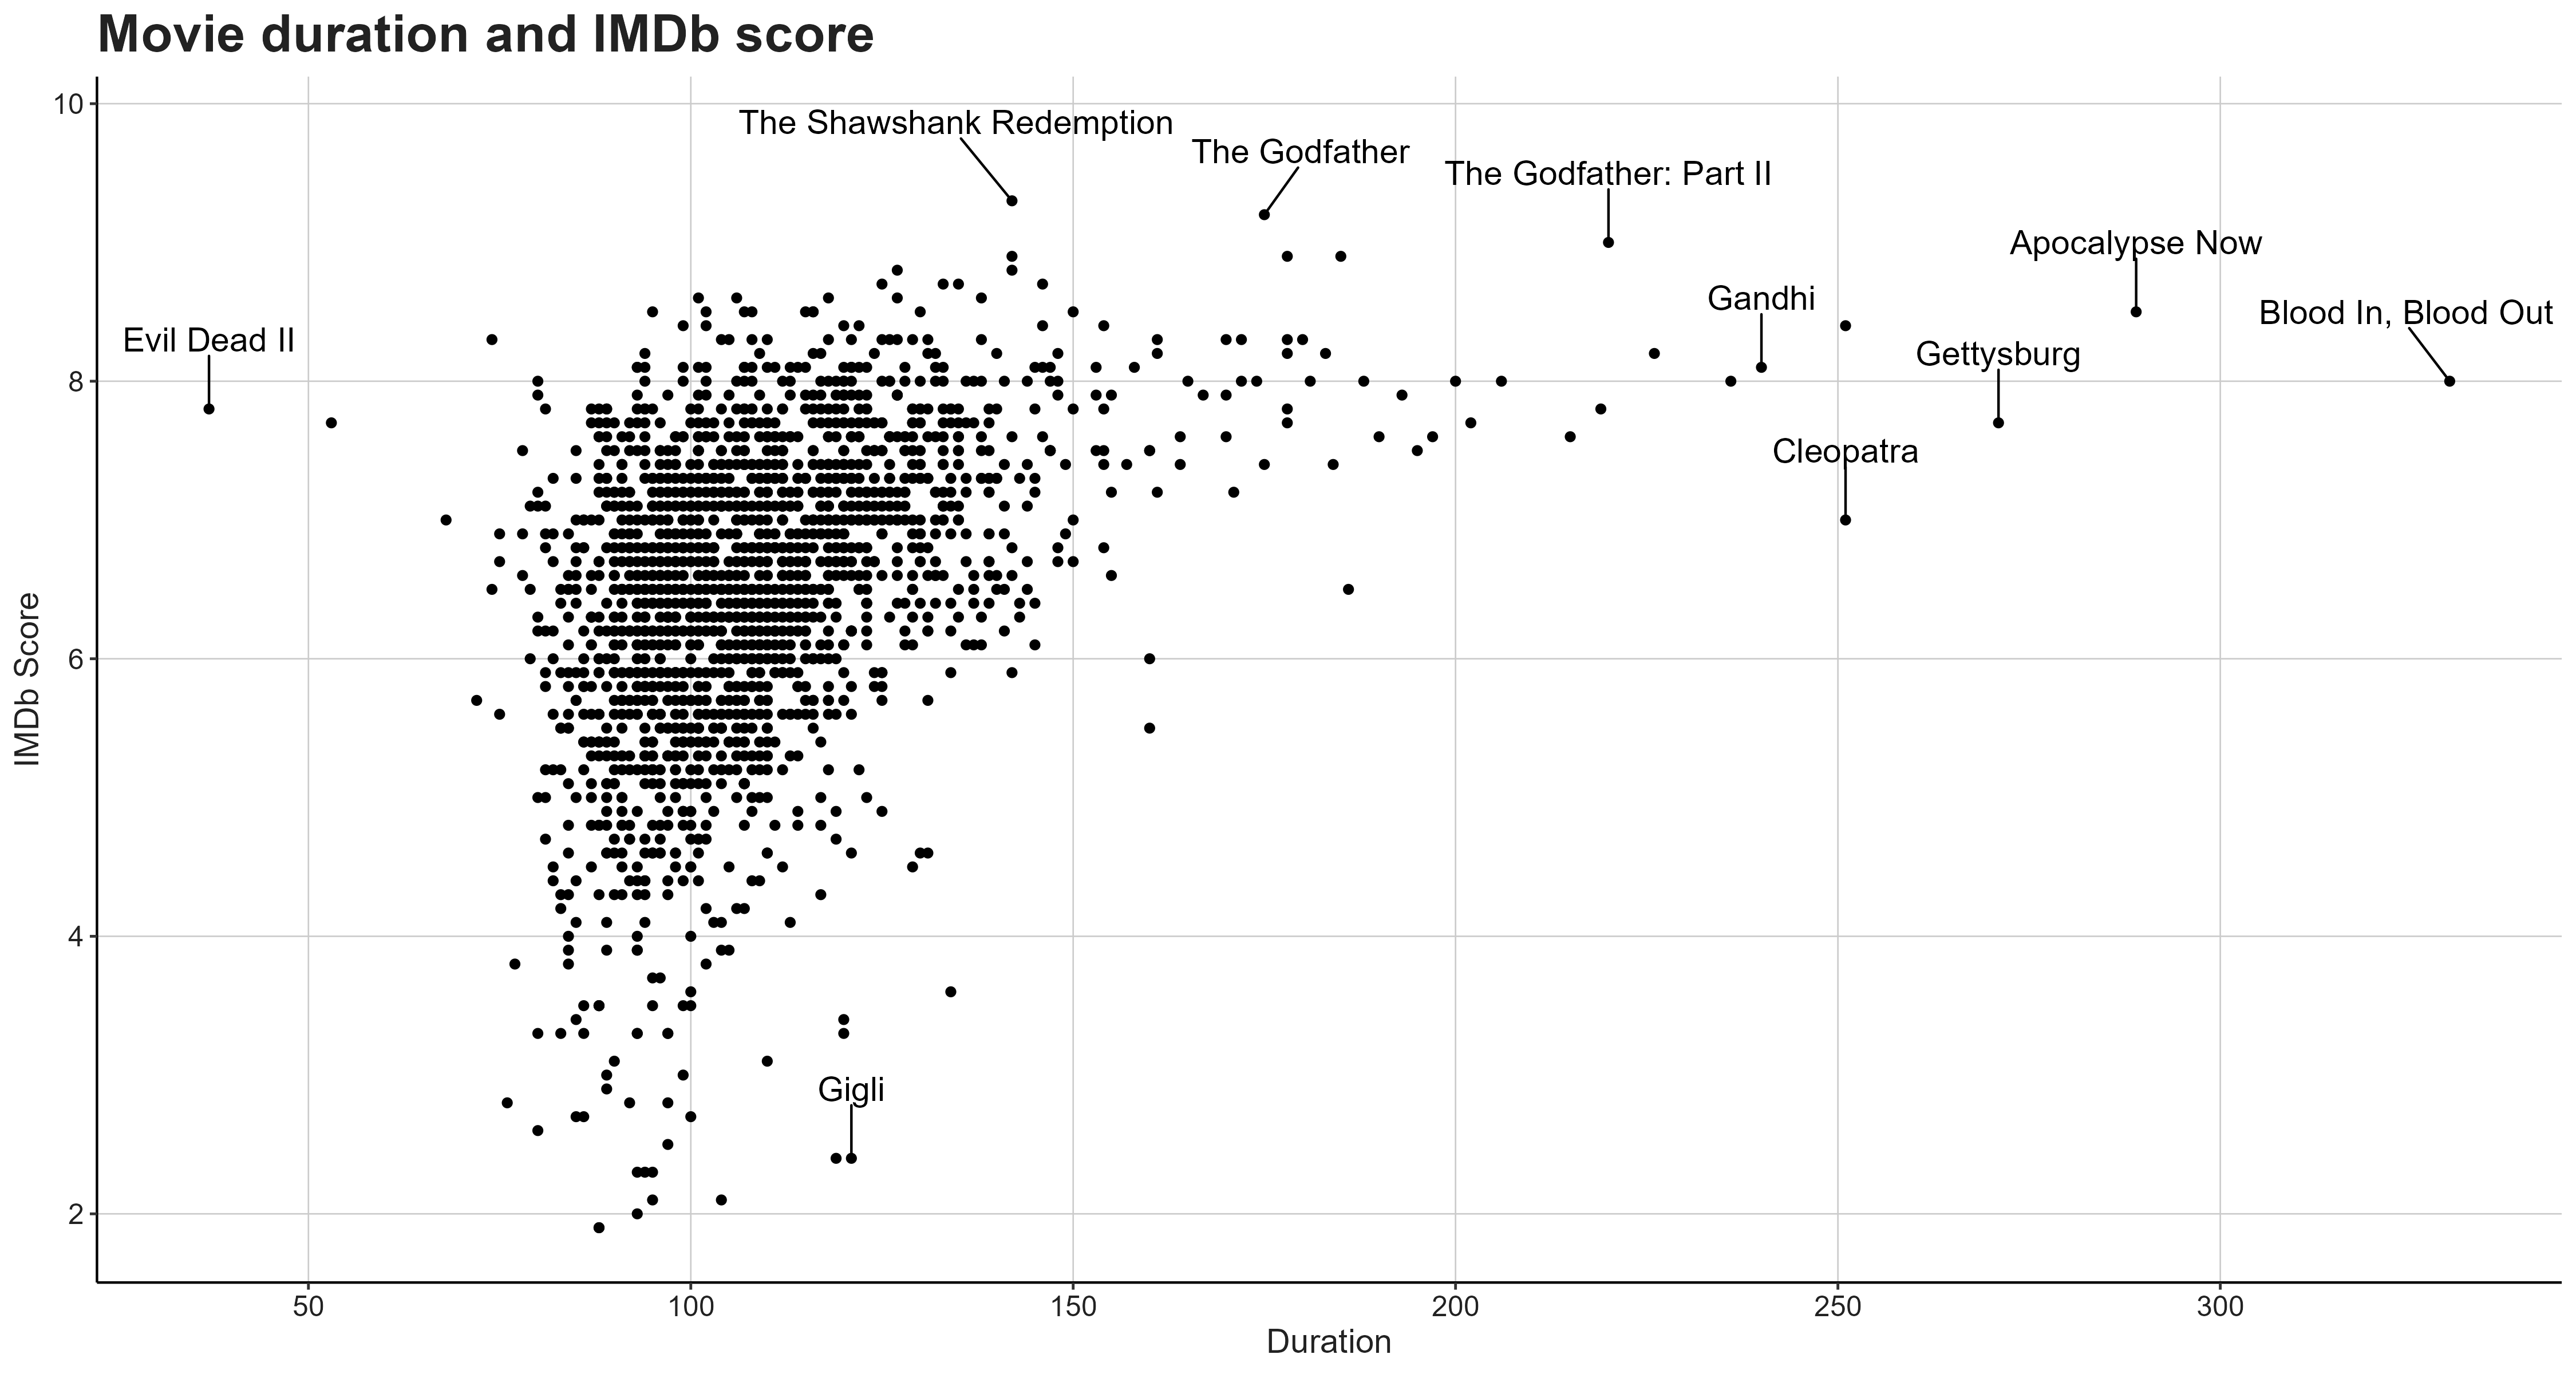 Movie duration and IMDb score
10
The Shawshank Redemption
The Godfather
The Godfather: Part II
Apocalypse Now
Gandhi
Blood In, Blood Out
Evil Dead II
Gettysburg
8
Cleopatra
6
IMDb Score
4
Gigli
2
50 100 150 200 250 300
Duration